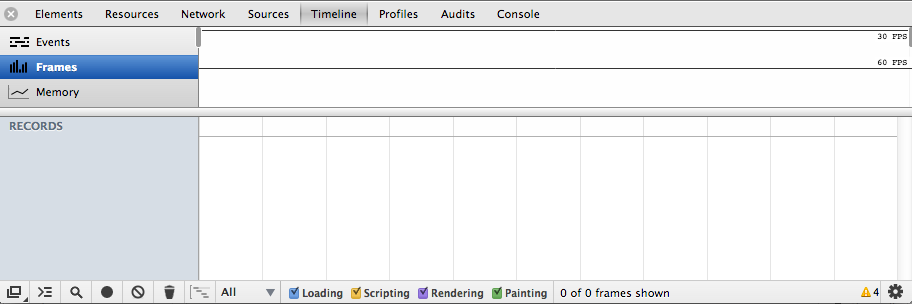 Elements Resources Network Sources Timeline Profiles Audits Console
Events
30 FPS
Frames
60 FPS
Memory
RECORDS
All Loading Scripting Rendering Painting 0 of 0 frames shown 4